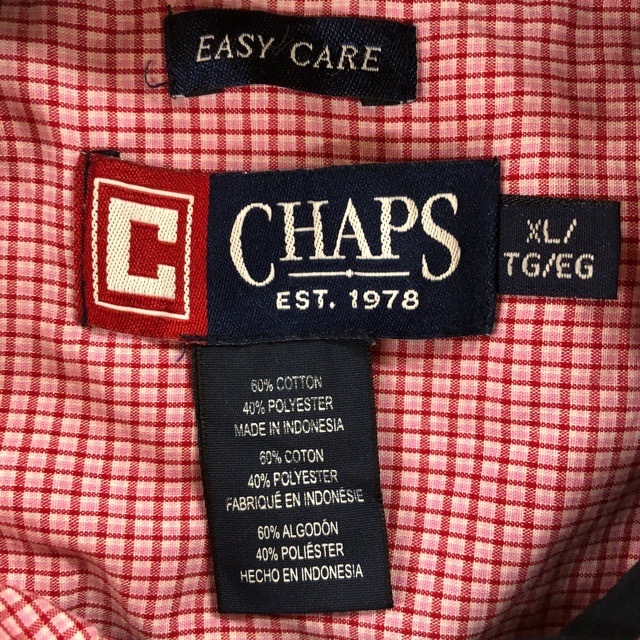 EASY CARE
C
CHAPS
EST. 1978
XL/
TG/EG
60% COTTON
40% POLYESTER
MADE IN INDONESIA
60% COTON
40% POLYESTER
FABRIQUÉ EN INDONÉSIE
60% ALGODÓN
40% POLIÉSTER
HECHO EN INDONESIA